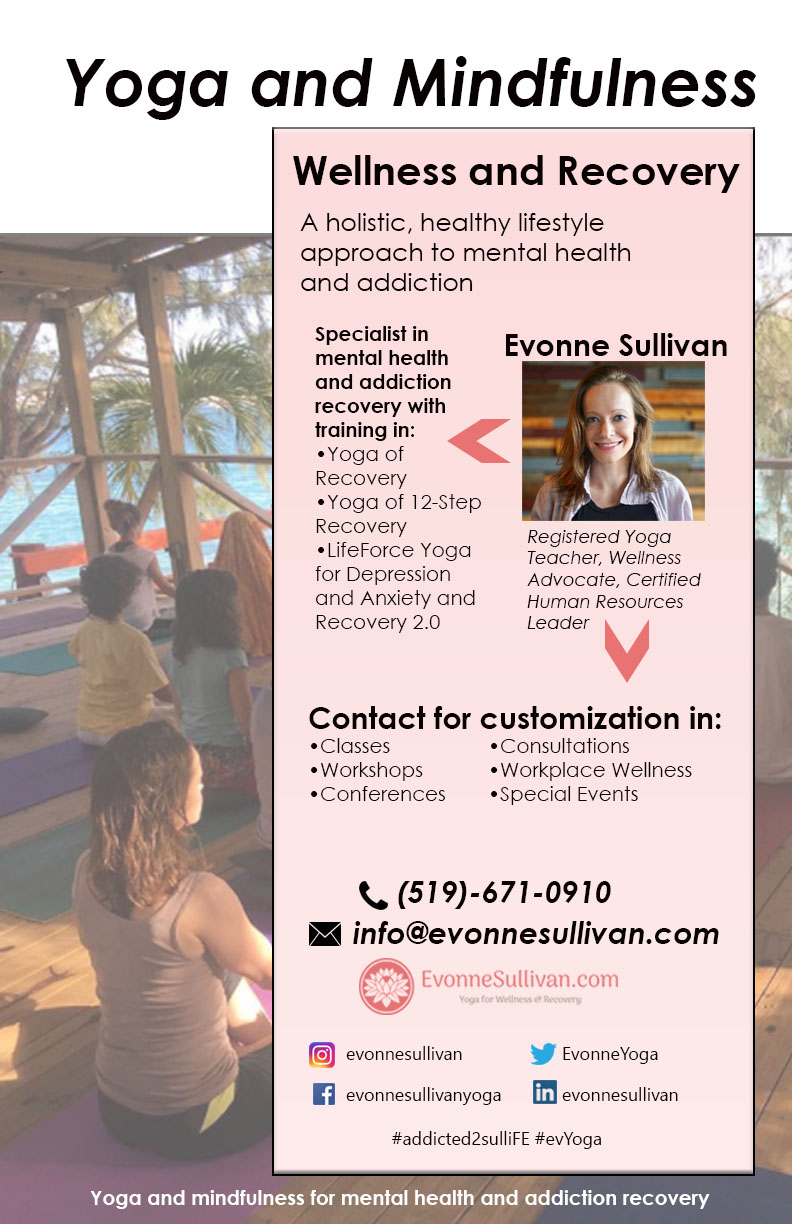 Yoga and Mindfulness
Wellness and Recovery
A holistic, healthy lifestyle
approach to mental health
and addiction
Specialist in
mental health
and addiction
recovery with
training in:
•Yoga of
Recovery
•Yoga of 12-Step
Recovery
•LifeForce Yoga
for Depression
and Anxiety and
Recovery 2.0
Evonne Sullivan
Registered Yoga
Teacher, Wellness
Advocate, Certified
Human Resources
Leader
Contact for customization in:
•Classes
•Workshops
•Conferences
•Consultations
•Workplace Wellness
•Special Events
(519)-671-0910
info@evonnesullivan.com
EvonneSullivan.com
Yoga for Wellness & Recovery
evonnesullivan
EvonneYoga
evonnesullivanyoga
evonnesullivan
#addicted2sulliFE #evYoga
Yoga and mindfulness for mental health and addiction recovery